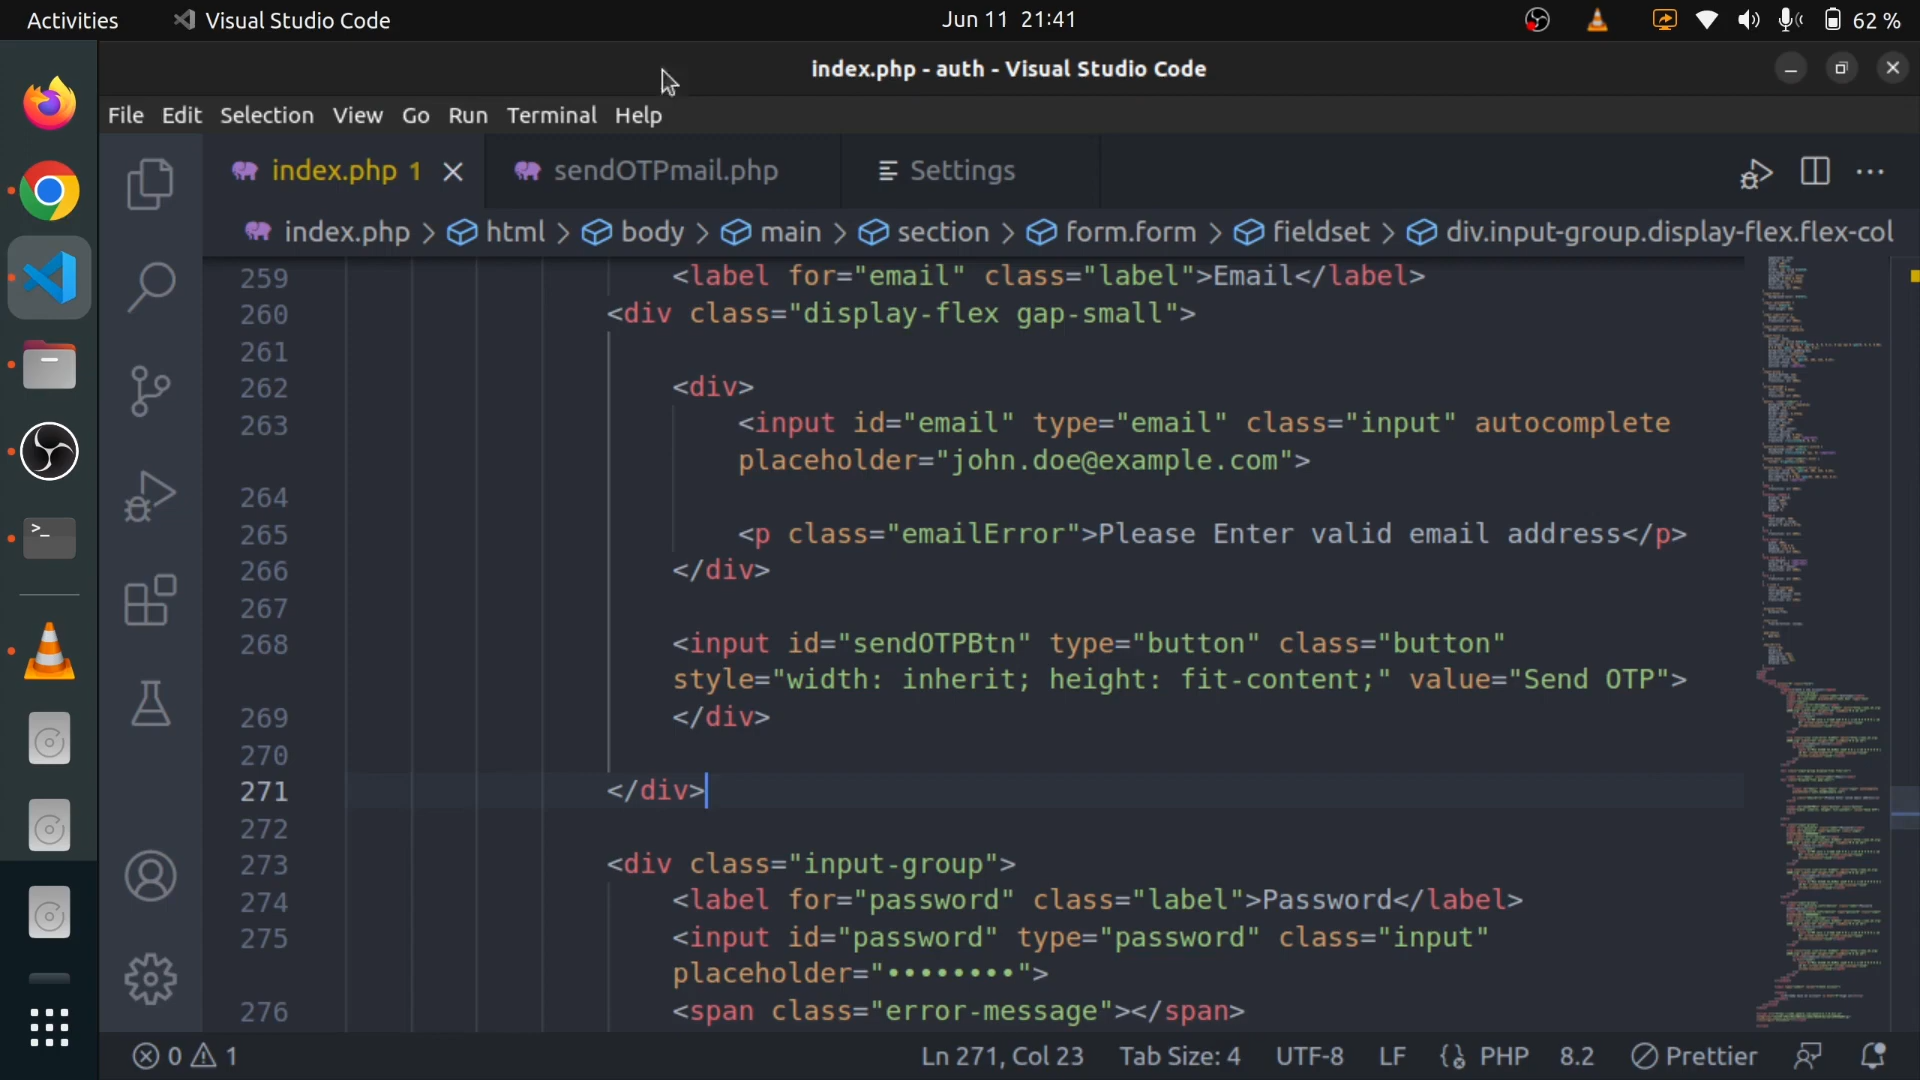 Activities Visual Studio Code Jun 11 21:41 62 %
index.php - auth - Visual Studio Code
File Edit Selection View Go Run Terminal Help
index.php 1 sendOTPmail.php Settings
index.php > html > body > main > section > form.form > fieldset > div.input-group.display-flex.flex-col
259 <label for="email" class="label">Email</label>
260 <div class="display-flex gap-small">
261
262 <div>
263 <input id="email" type="email" class="input" autocomplete
placeholder="john.doe@example.com">
264
265 <p class="emailError">Please Enter valid email address</p>
266 </div>
267
268 <input id="sendOTPBtn" type="button" class="button"
style="width: inherit; height: fit-content;" value="Send OTP">
269 </div>
270
271 </div>
272
273 <div class="input-group">
274 <label for="password" class="label">Password</label>
275 <input id="password" type="password" class="input"
placeholder="••••••••">
276 <span class="error-message"></span>
0 1 Ln 271, Col 23 Tab Size: 4 UTF-8 LF PHP 8.2 Prettier